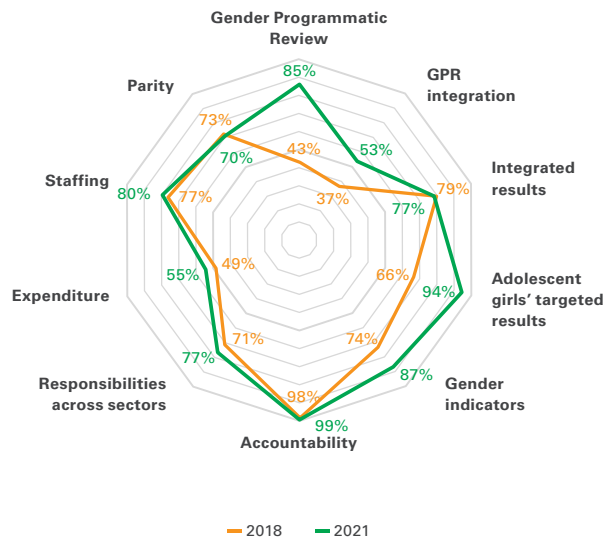 Gender Programmatic
Review
85%
GPR
integration
Parity
73%
43%
53%
70%
37%
Integrated
results
79%
77%
Staffing
80%
77%
66%
Adolescent
girls’ targeted
results
94%
Expenditure
55%
49%
74%
71%
77%
87%
Gender
indicators
Responsibilities
across sectors
98%
99%
Accountability
2018
2021